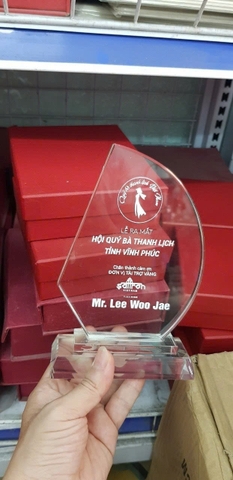 LỄ RA MẮT
HỘI QUÝ BÀ THANH LỊCH
TỈNH VĨNH PHÚC
Chân thành cảm ơn
ĐƠN VỊ TÀI TRỢ VÀNG
Mr. Lee Woo Jae